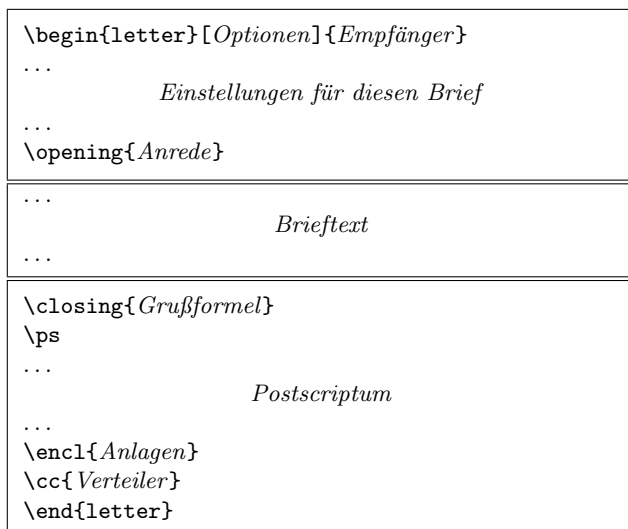 \begin{letter}[Optionen]{Empfänger}
...
Einstellungen für diesen Brief
...
\opening{Anrede}
...
Brieftext
...
\closing{Grußformel}
\ps
...
Postscriptum
...
\encl{Anlagen}
\cc{Verteiler}
\end{letter}